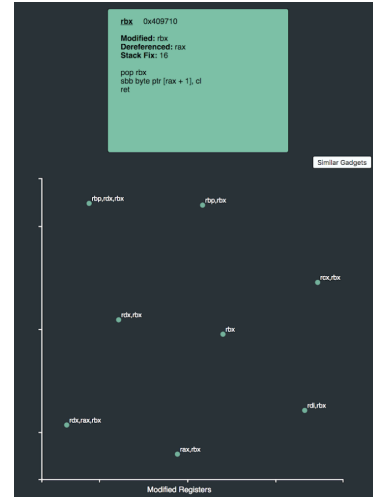 rbx 0x409710
Modified: rbx
Dereferenced: rax
Stack Fix: 16
pop rbx
sbb byte ptr [rax + 1], cl
ret
Similar Gadgets
rbp,rdx,rbx
rbp,rbx
rcx,rbx
rdx,rbx
rbx
rdi,rbx
rdx,rax,rbx
rax,rbx
Modified Registers